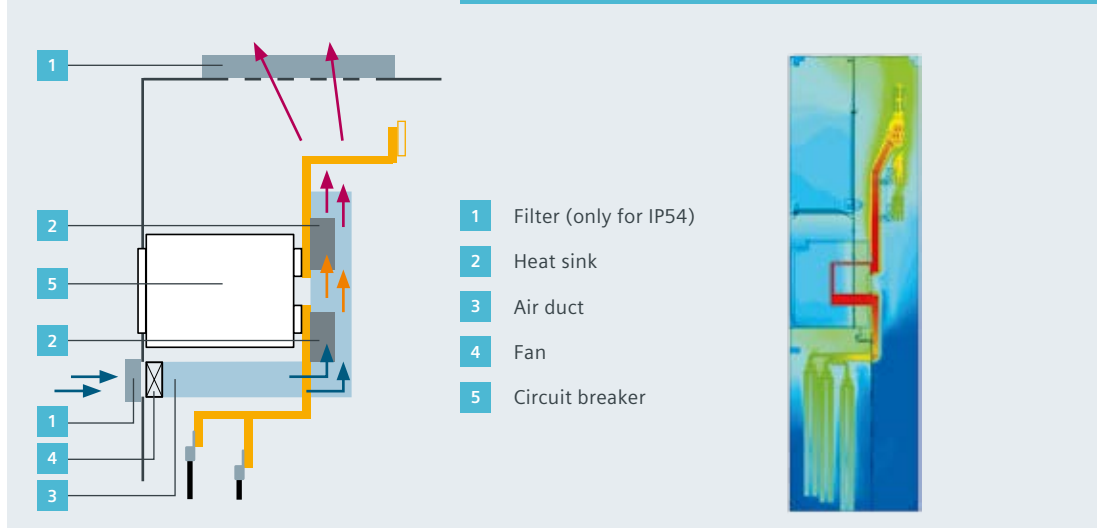 1
2
5
2
1
4
3
1 Filter (only for IP54)
2 Heat sink
3 Air duct
4 Fan
5 Circuit breaker